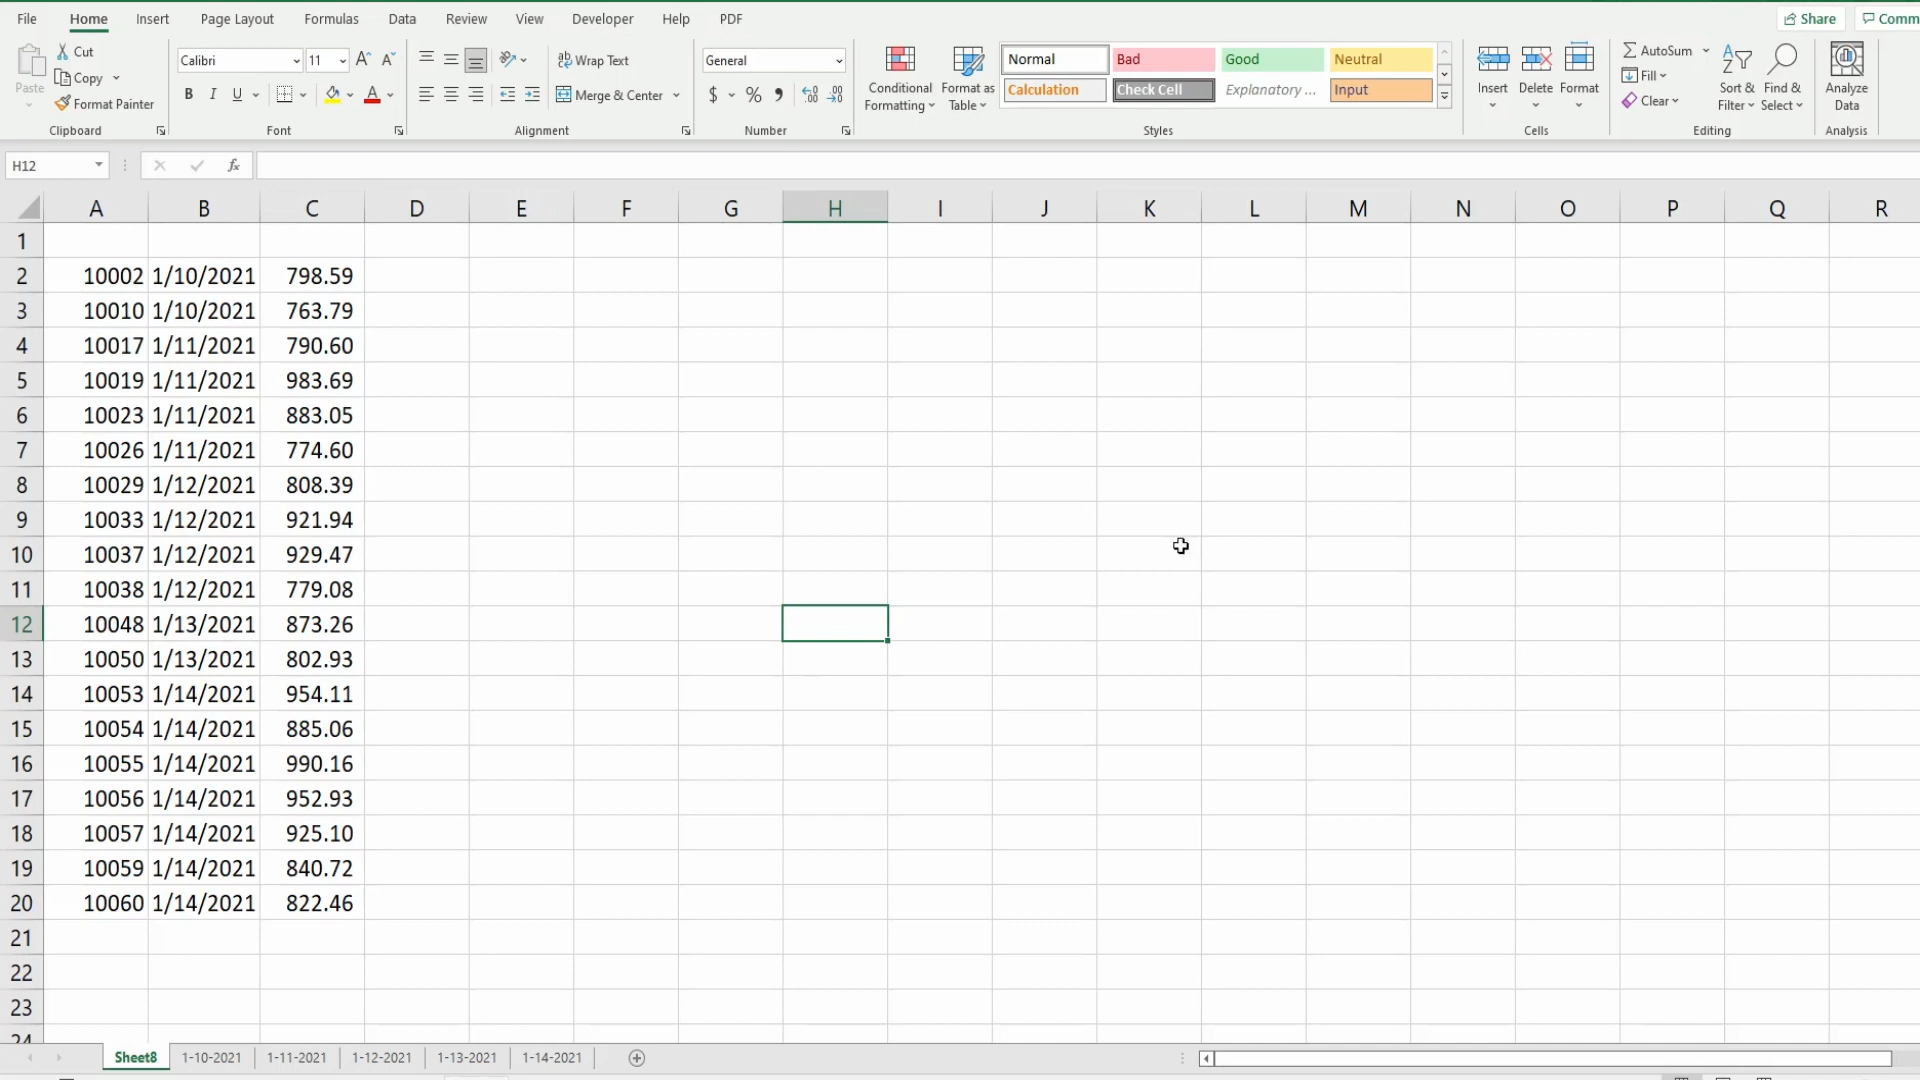 File Home Insert Page Layout Formulas Data Review View Developer Help PDF Share Comm
Paste Cut Copy Format Painter Clipboard
Calibri 11 A A B I U A Font
ab Wrap Text Merge & Center Alignment
General $ % 9 Number
Conditional Formatting Format as Table
Normal Bad Good Neutral
Calculation Check Cell Explanatory ... Input
Styles
Insert Delete Format Cells
AutoSum Fill Clear Sort & Filter Find & Select Editing
Analyze Data Analysis
H12 fx
A B C D E F G H I J K L M N O P Q R
1
2 10002 1/10/2021 798.59
3 10010 1/10/2021 763.79
4 10017 1/11/2021 790.60
5 10019 1/11/2021 983.69
6 10023 1/11/2021 883.05
7 10026 1/11/2021 774.60
8 10029 1/12/2021 808.39
9 10033 1/12/2021 921.94
10 10037 1/12/2021 929.47
11 10038 1/12/2021 779.08
12 10048 1/13/2021 873.26
13 10050 1/13/2021 802.93
14 10053 1/14/2021 954.11
15 10054 1/14/2021 885.06
16 10055 1/14/2021 990.16
17 10056 1/14/2021 952.93
18 10057 1/14/2021 925.10
19 10059 1/14/2021 840.72
20 10060 1/14/2021 822.46
21
22
23
24
Sheet8 1-10-2021 1-11-2021 1-12-2021 1-13-2021 1-14-2021